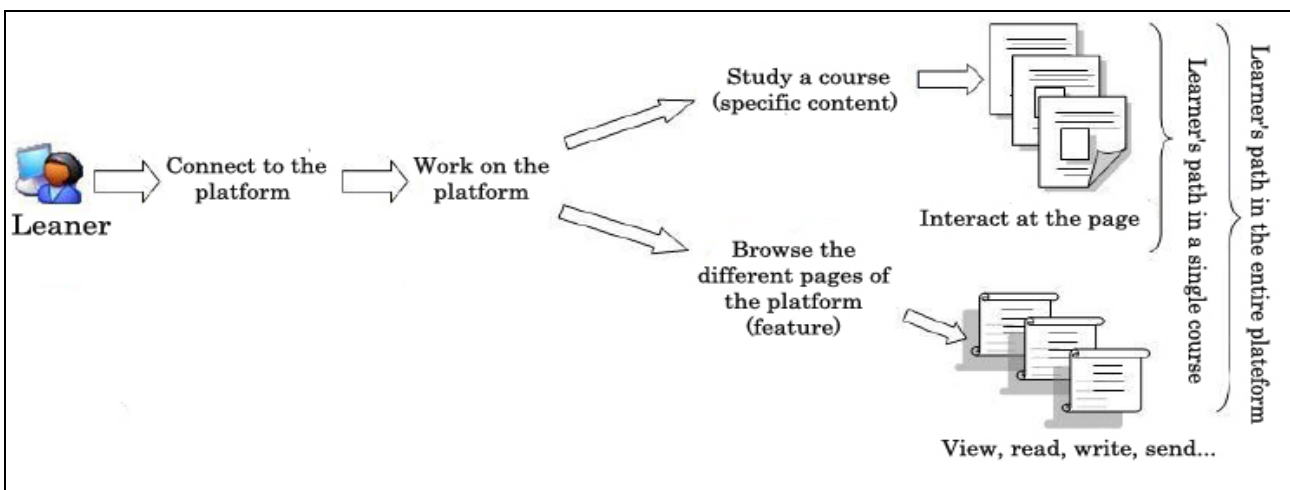 Leaner
Connect to the
platform
Work on the
platform
Study a course
(specific content)
Interact at the page
Browse the
different pages of
the platform
(feature)
View, read, write, send...
Learner's path in a single course
Learner's path in the entire plateform